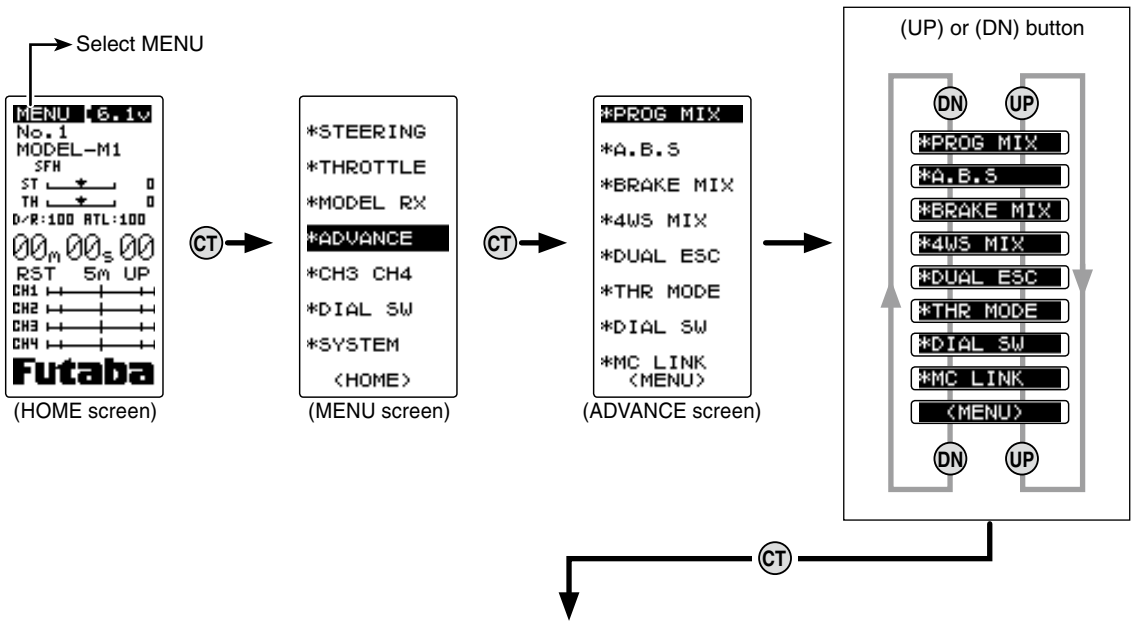 Select MENU
MENU 6.1v
No.1
MODEL-M1
SFH
ST 0
TH 0
D/R:100 ATL:100
00m00s00
RST 5m UP
CH1
CH2
CH3
CH4
Futaba
(HOME screen)
CT
*STEERING
*THROTTLE
*MODEL RX
*ADVANCE
*CH3 CH4
*DIAL SW
*SYSTEM
<HOME>
(MENU screen)
CT
*PROG MIX
*A.B.S
*BRAKE MIX
*4WS MIX
*DUAL ESC
*THR MODE
*DIAL SW
*MC LINK
<MENU>
(ADVANCE screen)
(UP) or (DN) button
DN UP
*PROG MIX
*A.B.S
*BRAKE MIX
*4WS MIX
*DUAL ESC
*THR MODE
*DIAL SW
*MC LINK
<MENU>
DN UP
CT